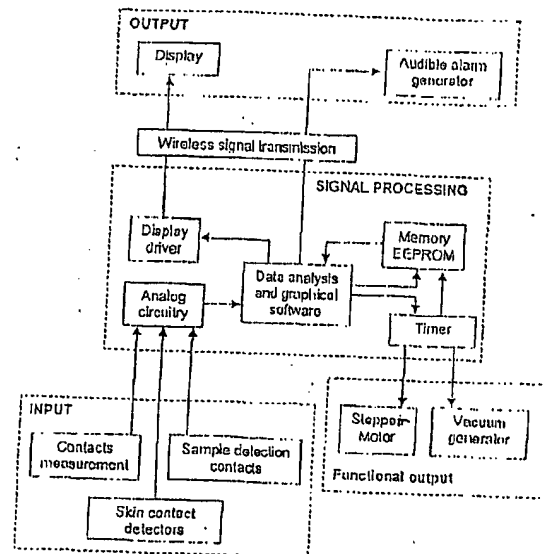 OUTPUT
Display
Audible alarm
generator
Wireless signal transmission
SIGNAL PROCESSING
Display
driver
Memory
EEPROM
Data analysis
and graphical
software
Analog
circuitry
Timer
INPUT
Contacts
measurement
Sample detection
contacts
Skin contact
detectors
Stepper
Motor
Vacuum
generator
Functional output